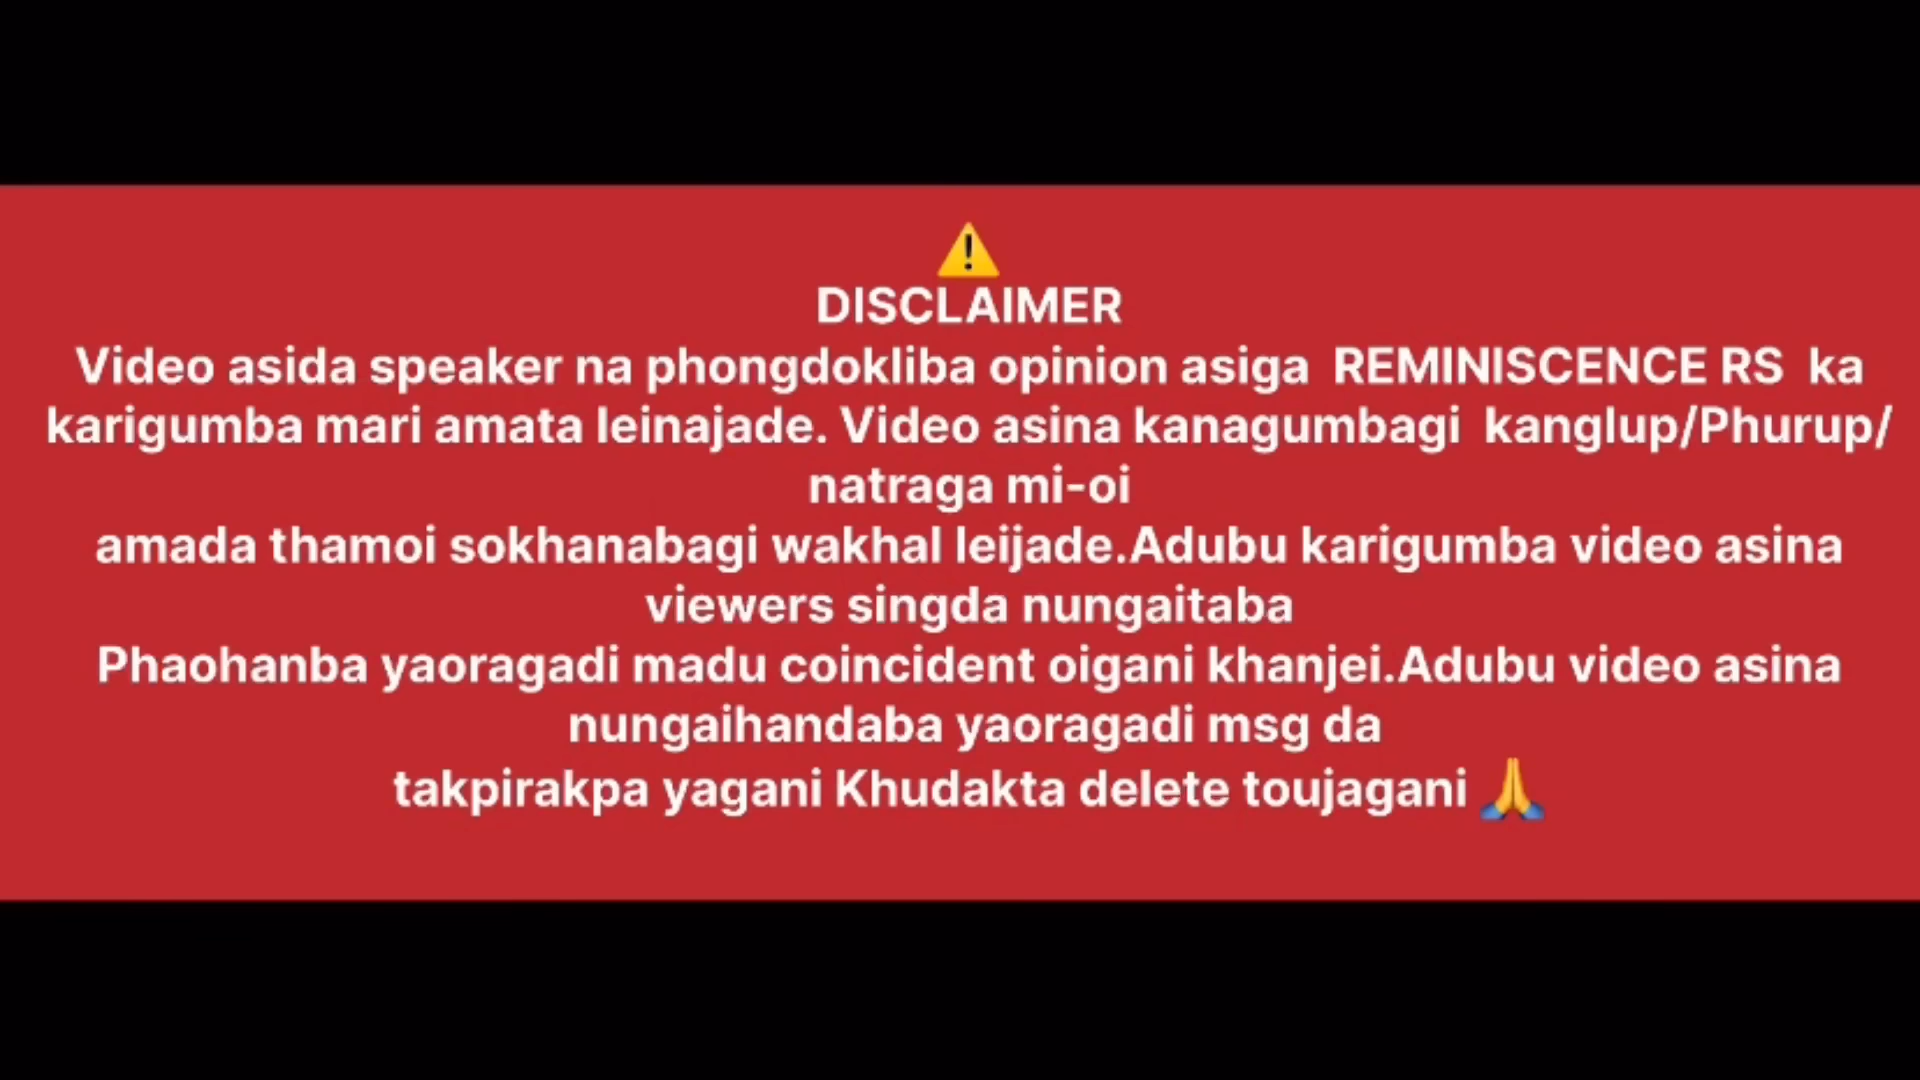 ⚠️
DISCLAIMER
Video asida speaker na phongdokliba opinion asiga REMINISCENCE RS ka
karigumba mari amata leinajade. Video asina kanagumbagi kanglup/Phurup/
natraga mi-oi
amada thamoi sokhanabagi wakhal leijade.Adubu karigumba video asina
viewers singda nungaitaba
Phaohanba yaoragadi madu coincident oigani khanjei.Adubu video asina
nungaihandaba yaoragadi msg da
takpirakpa yagani Khudakta delete toujagani 🙏